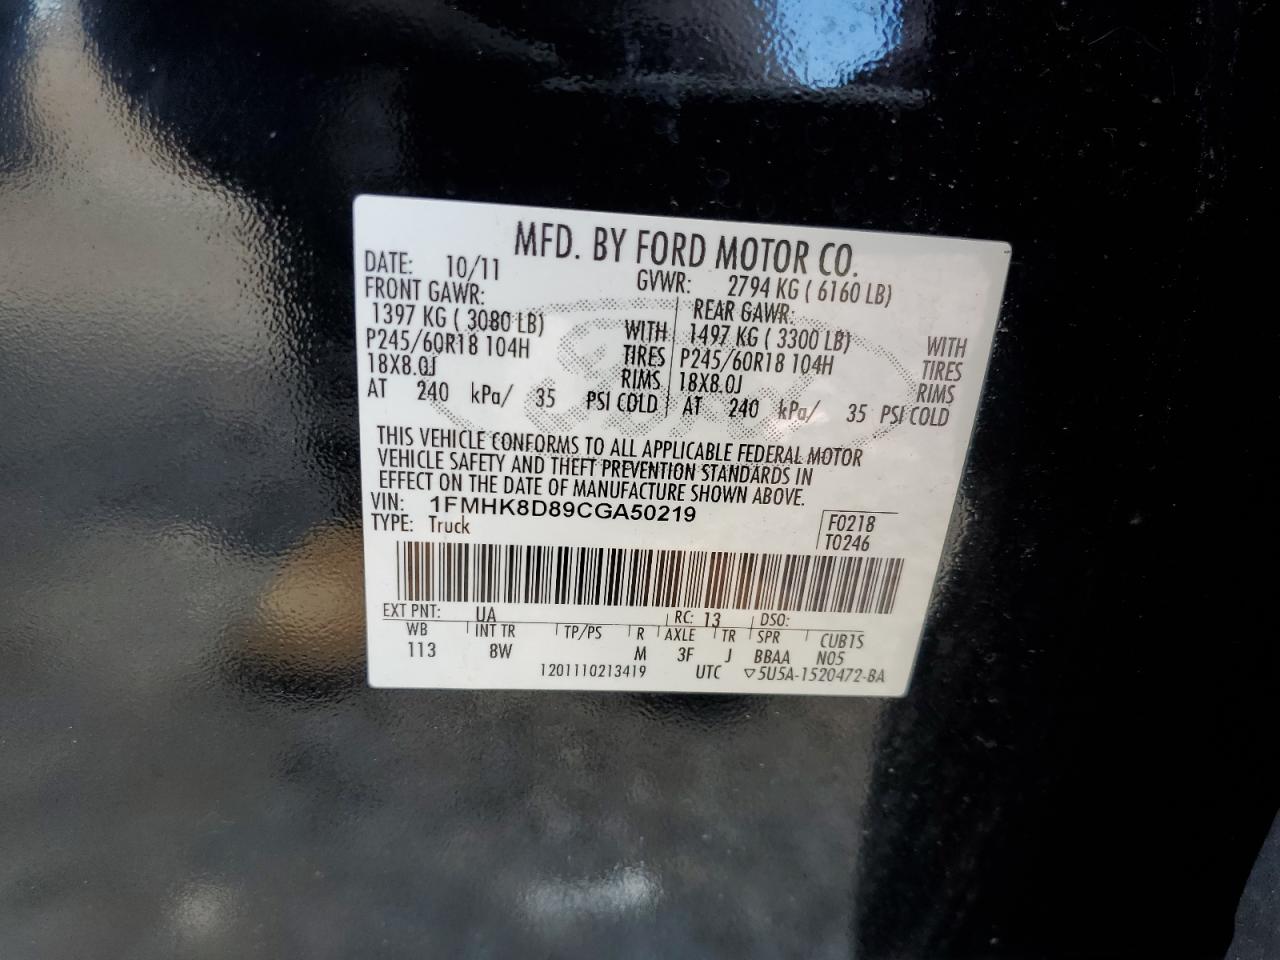 MFD. BY FORD MOTOR CO.
DATE: 10/11 GVWR: 2794 KG ( 6160 LB)
FRONT GAWR: REAR GAWR:
1397 KG ( 3080 LB) WITH 1497 KG ( 3300 LB) WITH
P245/60R18 104H TIRES P245/60R18 104H TIRES
18X8.0J RIMS 18X8.0J RIMS
AT 240 kPa/ 35 PSI COLD AT 240 kPa/ 35 PSI COLD
THIS VEHICLE CONFORMS TO ALL APPLICABLE FEDERAL MOTOR
VEHICLE SAFETY AND THEFT PREVENTION STANDARDS IN
EFFECT ON THE DATE OF MANUFACTURE SHOWN ABOVE.
VIN: 1FMHK8D89CGA50219
TYPE: Truck
F0218
T0246
EXT PNT: UA RC: 13 DSO:
WB INT TR TP/PS R AXLE TR SPR CUB1S
113 8W M 3F J BBAA N05
1201110213419 UTC ▽5U5A-1520472-BA